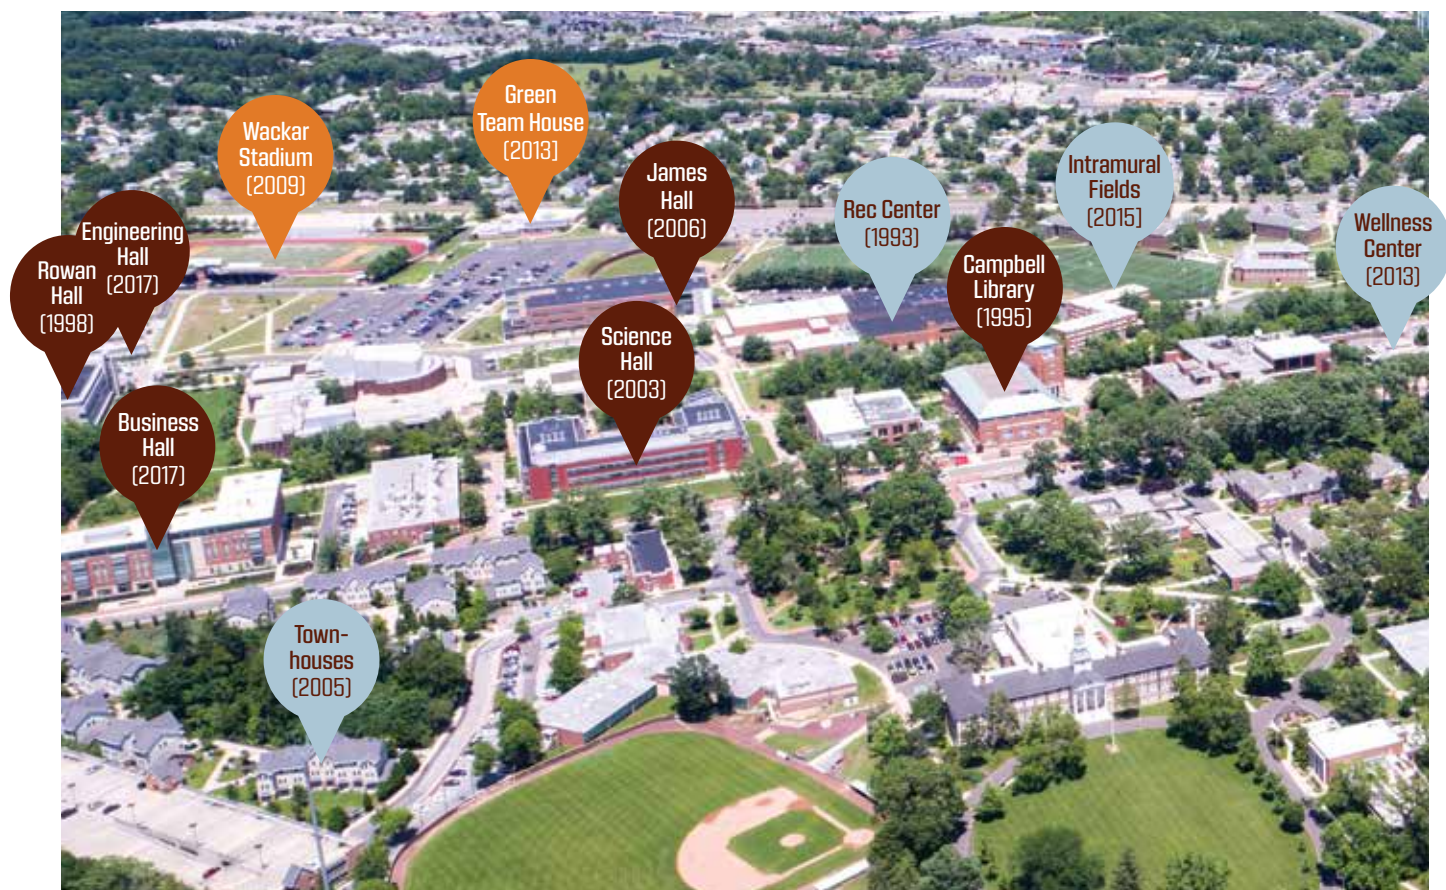 Green
Team House
(2013)
Wackar
Stadium
(2009)
James
Hall
(2006)
Intramural
Fields
(2015)
Rec Center
(1993)
Wellness
Center
(2013)
Engineering
Hall
(2017)
Rowan
Hall
(1998)
Campbell
Library
(1995)
Science
Hall
(2003)
Business
Hall
(2017)
Town-
houses
(2005)